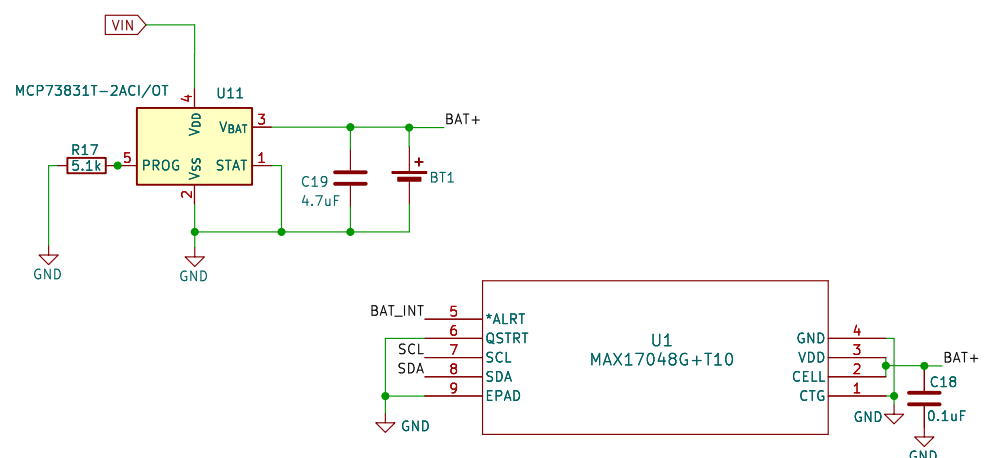 VIN
MCP73831T-2ACI/OT
U11
4
VDD
VBAT
3
BAT+
R17
5.1k
5
PROG
STAT
1
VSS
2
C19
4.7uF
+
BT1
GND
GND
BAT_INT
5
*ALRT
6
QSTRT
SCL
7
SCL
SDA
8
SDA
9
EPAD
GND
U1
MAX17048G+T10
GND
4
VDD
3
BAT+
CELL
2
CTG
1
C18
0.1uF
GND
GND